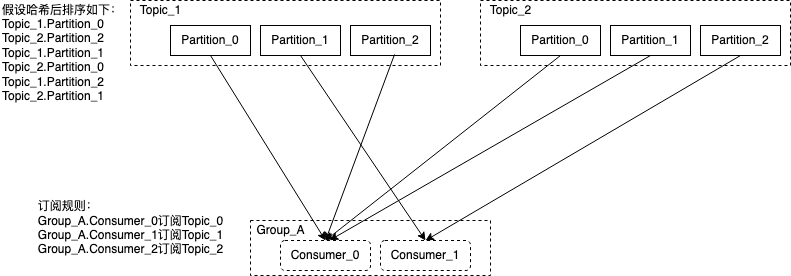 假设哈希后排序如下：
Topic_1.Partition_0
Topic_2.Partition_2
Topic_1.Partition_1
Topic_2.Partition_0
Topic_1.Partition_2
Topic_2.Partition_1
Topic_1
Partition_0
Partition_1
Partition_2
Topic_2
Partition_0
Partition_1
Partition_2
订阅规则：
Group_A.Consumer_0订阅Topic_0
Group_A.Consumer_1订阅Topic_1
Group_A.Consumer_2订阅Topic_2
Group_A
Consumer_0
Consumer_1